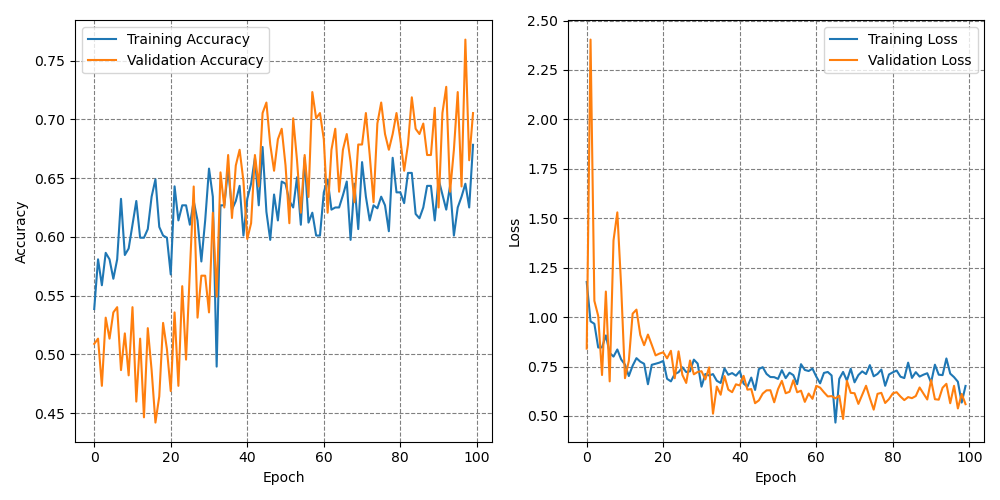 Training Accuracy
Validation Accuracy
0.75
0.70
0.65
0.60
0.55
0.50
0.45
Accuracy
0 20 40 60 80 100
Epoch
Training Loss
Validation Loss
2.50
2.25
2.00
1.75
1.50
1.25
1.00
0.75
0.50
Loss
0 20 40 60 80 100
Epoch